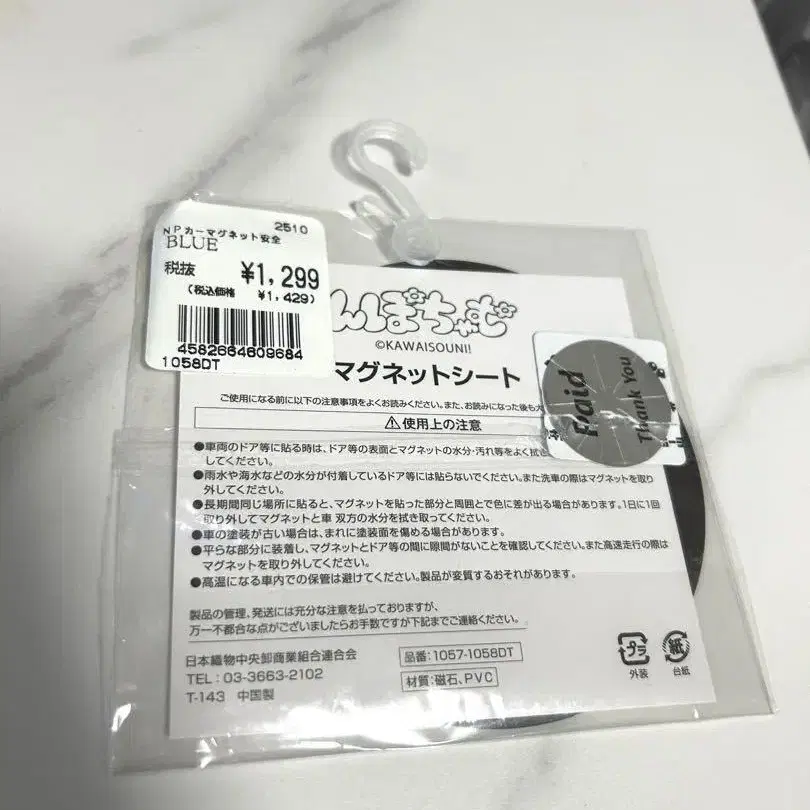 2510
NPカーマグネット安全
BLUE
税抜 ¥1,299
(税込価格 ¥1,429)
4582664609684
1058DT
んぽちゃむ
©KAWAISOUNI!
マグネットシート
ご使用になる前に以下の注意事項をよくお読みください。また、お読みになった後も大
⚠使用上の注意
●車両のドア等に貼る時は、ドア等の表面とマグネットの水分・汚れ等をよく拭き
してください。
●雨水や海水などの水分が付着しているドア等には貼らないでください。また洗車の際はマグネットを取り
外してください。
●長期間同じ場所に貼ると、マグネットを貼った部分と周囲とで色に差が出る場合があります。1日に1回
取り外してマグネットと車 双方の水分を拭き取ってください。
●車の塗装が古い場合は、まれに塗装面を傷める場合があります。
●平らな部分に装着し、マグネットとドア等の間に隙間がないことを確認してください。また高速走行の際は
マグネットを取り外してください。
●高温になる車内での保管は避けてください。製品が変質するおそれがあります。
製品の管理、発送には充分な注意を払っておりますが、
万一不都合な点がございましたらお手数ですが下記までご連絡ください。
日本織物中央卸商業組合連合会
TEL：03-3663-2102
T-143 中国製
品番：1057-1058DT
材質：磁石、PVC
プラ
外装
紙
台紙
Paid
Thank You